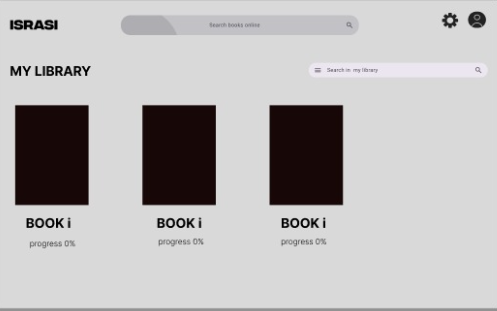 ISRASI
Search books online
MY LIBRARY
Search in my library
BOOK i
BOOK i
BOOK i
progress 0%
progress 0%
progress 0%